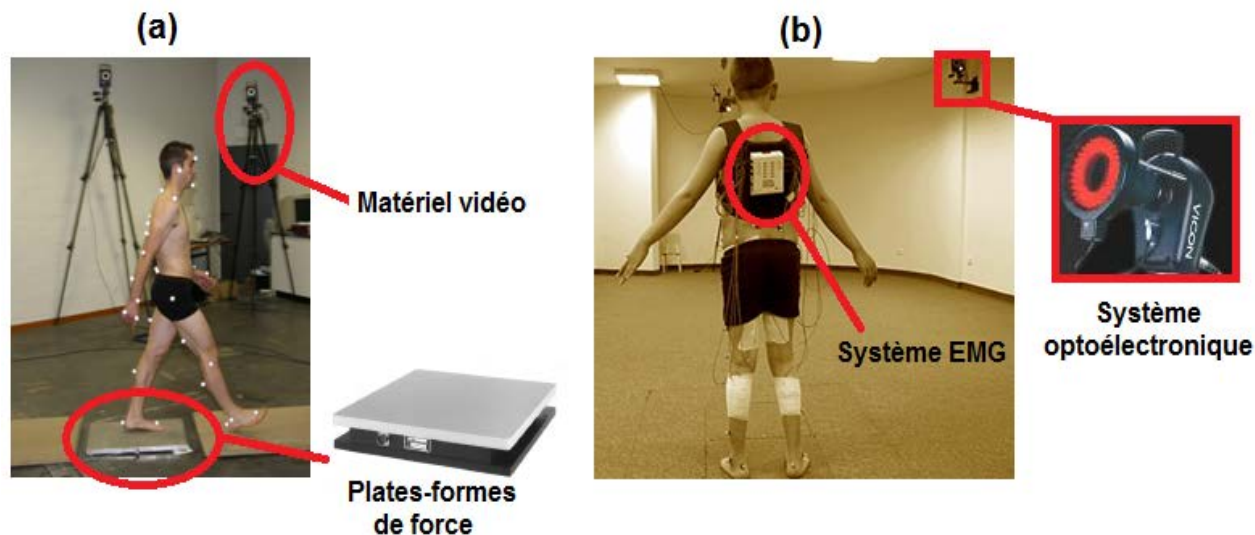 (a)
(b)
Matériel vidéo
Plates-formes
de force
Système EMG
VICON
Système
optoélectronique